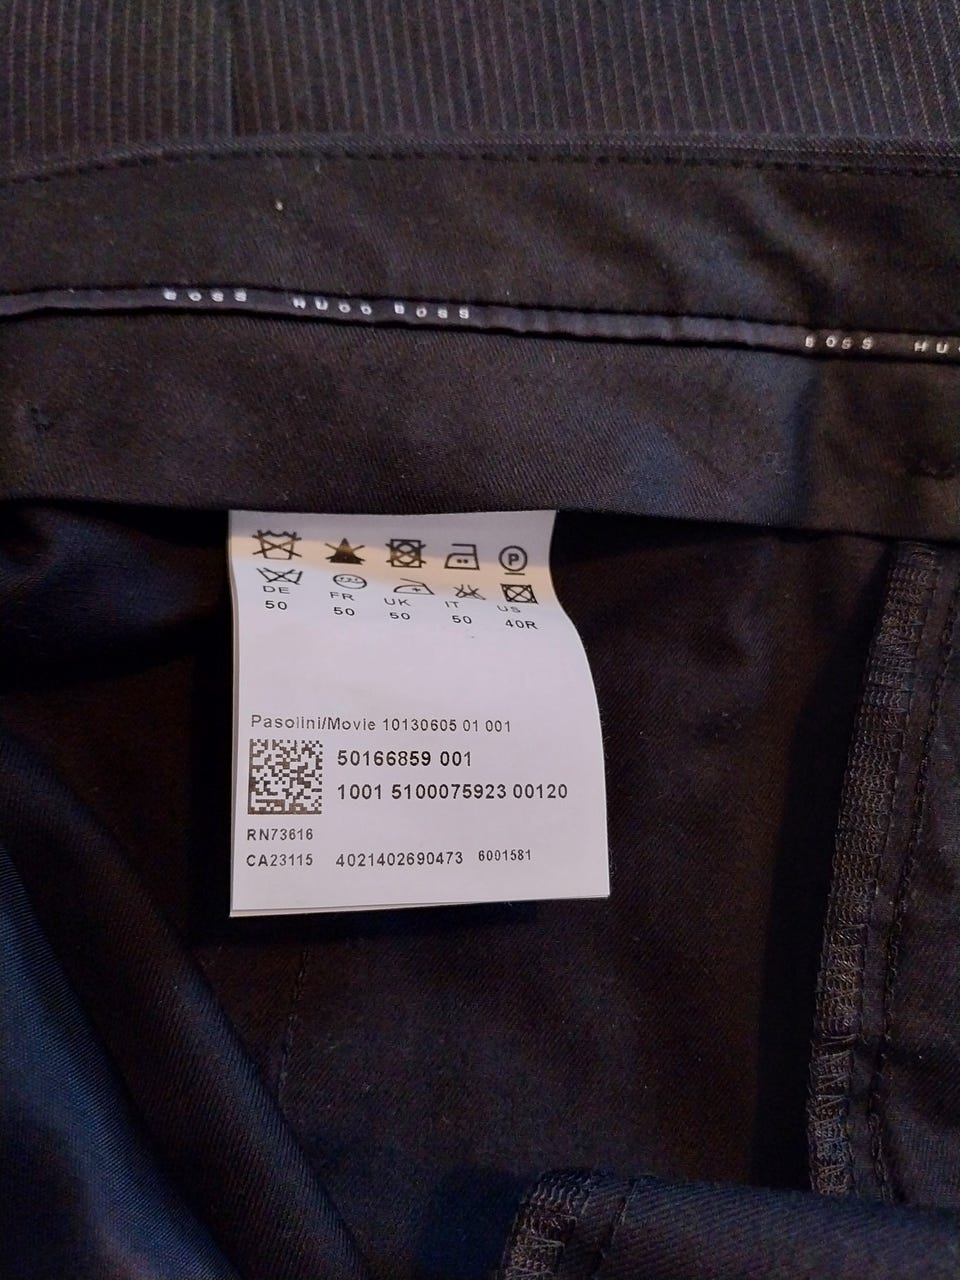 BOSS HUGO BOSS BOSS HU
P
DE FR UK IT US
50 50 50 50 40R
Pasolini/Movie 10130605 01 001
50166859 001
1001 5100075923 00120
RN73616
CA23115 4021402690473 6001581